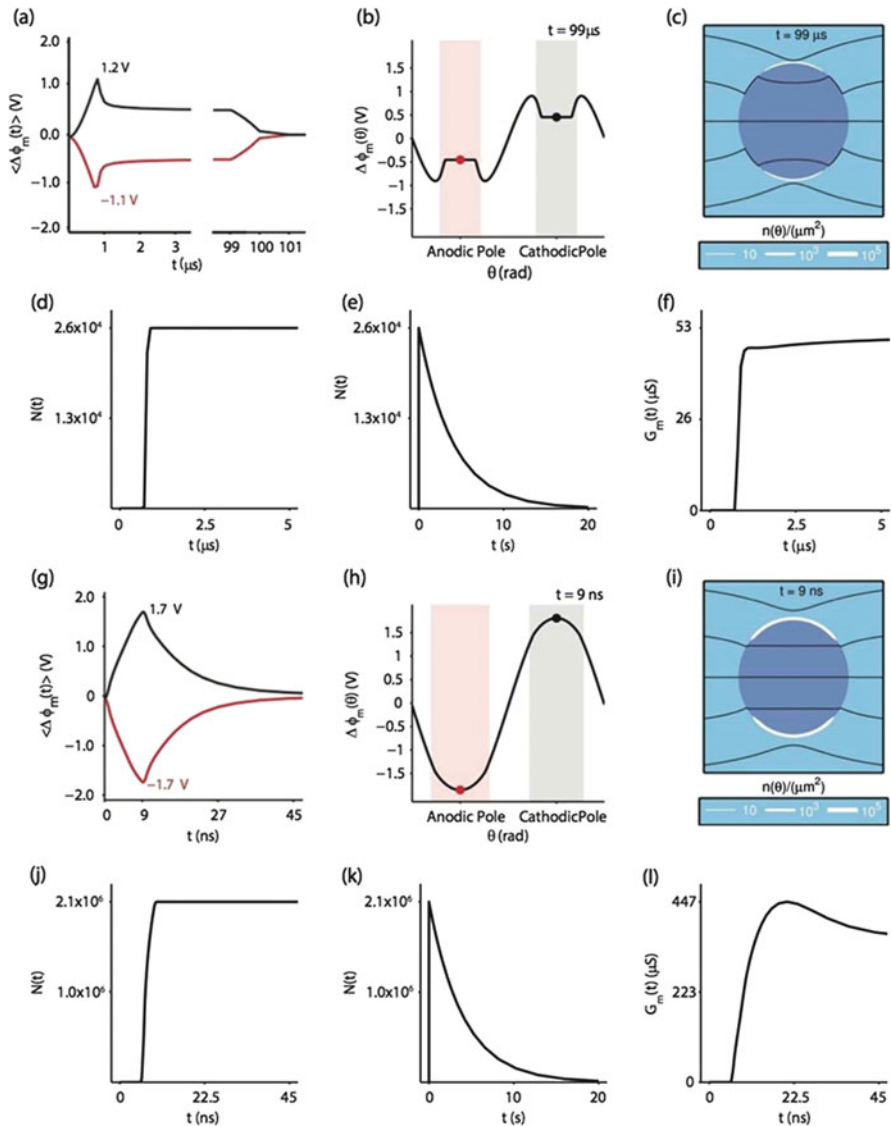 (a)
<Δϕm(t)> (V)
2.0
1.0
0.0
−1.0
−2.0
1.2 V
−1.1 V
1 2 3 99 100 101
t (μs)
(b)
t = 99μs
Δϕm(θ) (V)
1.5
1
0.5
0
−0.5
−1
−1.5
Anodic Pole CathodicPole
θ (rad)
(c)
t = 99 μs
n(θ)/(μm²)
10 10³ 10⁵
(d)
N(t)
2.6x10⁴
1.3x10⁴
0 2.5 5
t (μs)
(e)
N(t)
2.6x10⁴
1.3x10⁴
0 10 20
t (s)
(f)
Gm(t) (μS)
53
26
0
0 2.5 5
t (μs)
(g)
<Δϕm(t)> (V)
2.0
1.0
0
−1.0
−2.0
1.7 V
−1.7 V
0 9 27 45
t (ns)
(h)
t = 9 ns
Δϕm(θ) (V)
1.5
1
0.5
0
−0.5
−1
−1.5
Anodic Pole CathodicPole
θ (rad)
(i)
t = 9 ns
n(θ)/(μm²)
10 10³ 10⁵
(j)
N(t)
2.1x10⁶
1.0x10⁶
0 22.5 45
t (ns)
(k)
N(t)
2.1x10⁶
1.0x10⁶
0 10 20
t (s)
(l)
Gm(t) (μS)
447
223
0
0 22.5 45
t (ns)